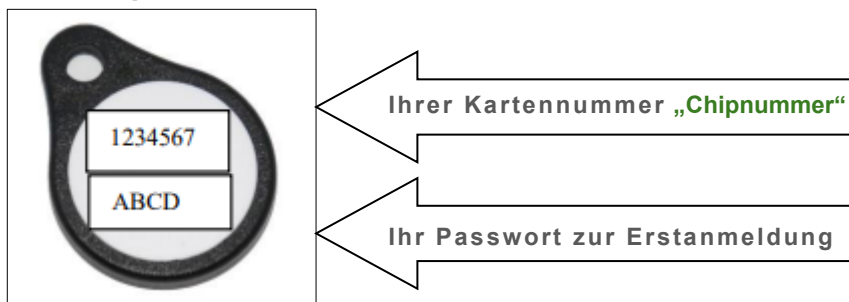 1234567
Ihrer Kartennummer „Chipnummer“
ABCD
Ihr Passwort zur Erstanmeldung